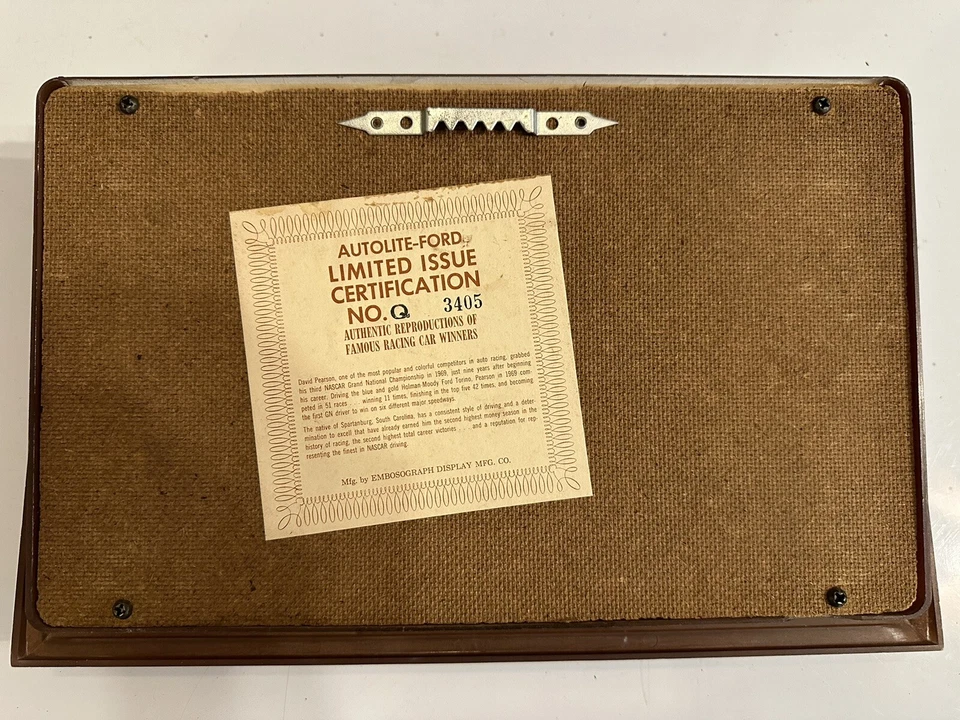 AUTOLITE-FORD
LIMITED ISSUE
CERTIFICATION
NO. Q 3405
AUTHENTIC REPRODUCTIONS OF
FAMOUS RACING CAR WINNERS
David Pearson, one of the most popular and colorful competitors in auto racing, grabbed
his third NASCAR Grand National Championship in 1969, just nine years after beginning
his career. Driving the blue and gold Holman-Moody Ford Torino, Pearson in 1969 com-
peted in 51 races . . . winning 11 times, finishing in the top five 42 times, and becoming
the first GN driver to win on six different major speedways.
The native of Spartanburg, South Carolina, has a consistent style of driving and a deter-
mination to excell that have already earned him the second highest money season in the
history of racing, the second highest total career victories . . . and a reputation for rep-
resenting the finest in NASCAR driving.
Mfg. by EMBOSOGRAPH DISPLAY MFG. CO.